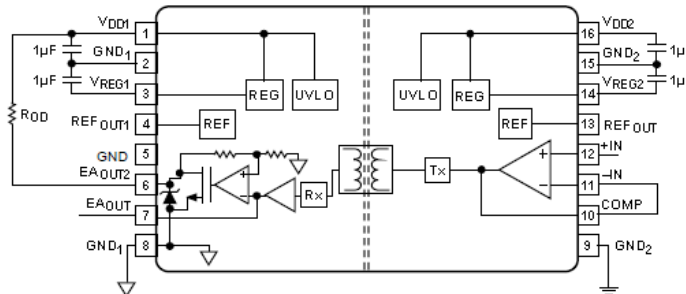 VDD1
1
1µF
GND1
2
1µF
VREG1
3
ROD
REFOUT1
4
GND
5
EAOUT2
6
EAOUT
7
GND1
8
REG
UVLO
REF
Rx
Tx
UVLO
REG
REF
+
−
+
−
16
VDD2
1µ
15
GND2
1µ
14
VREG2
13
REFOUT
12
+IN
11
−IN
10
COMP
9
GND2